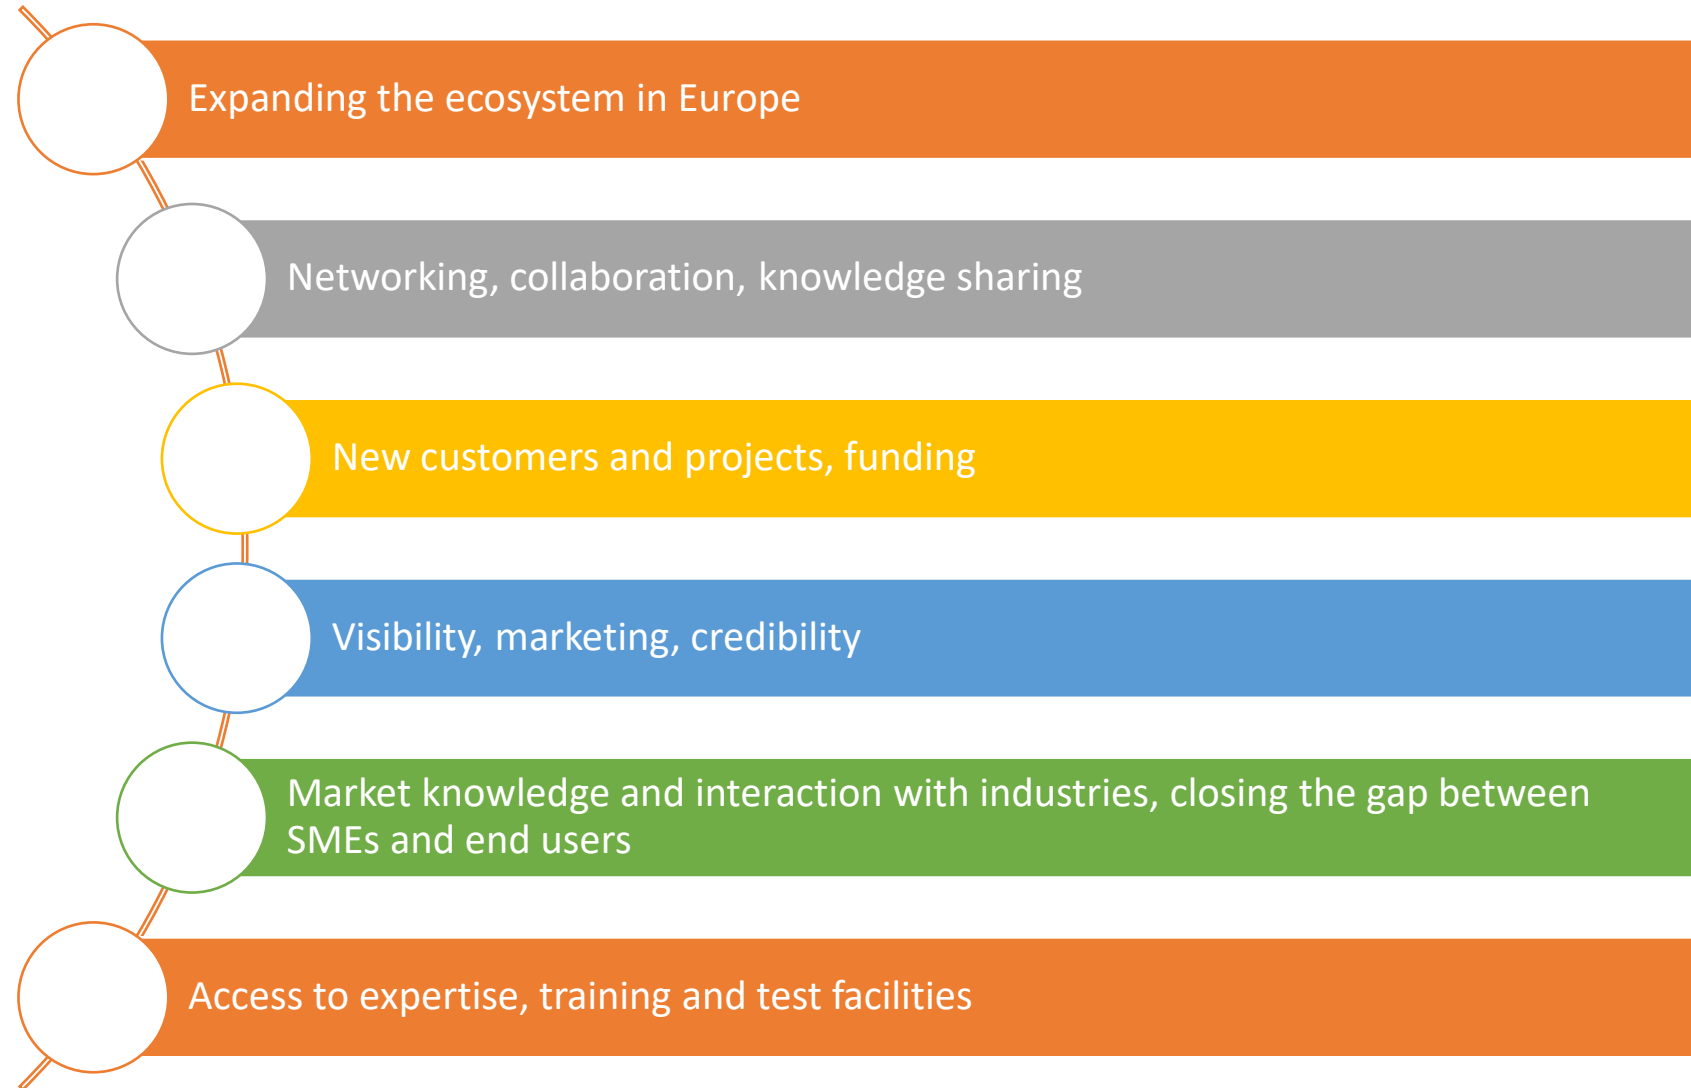 Expanding the ecosystem in Europe
Networking, collaboration, knowledge sharing
New customers and projects, funding
Visibility, marketing, credibility
Market knowledge and interaction with industries, closing the gap between
SMEs and end users
Access to expertise, training and test facilities